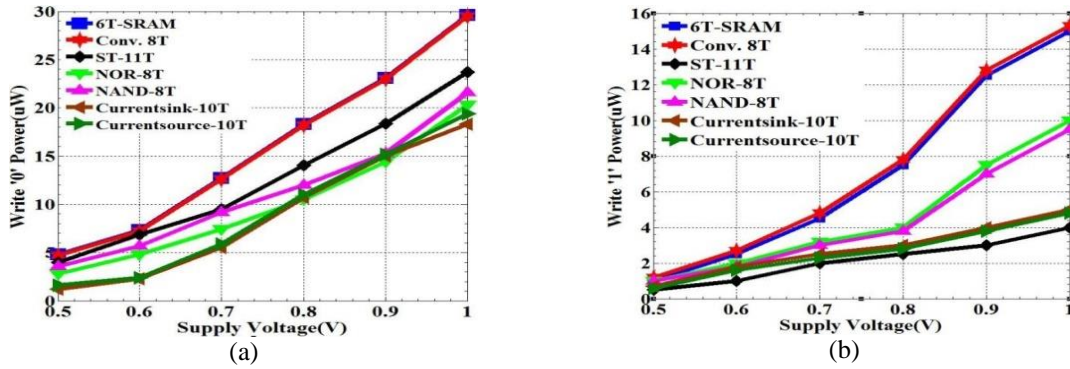 30
25
20
15
10
5
0
Write '0' Power(uW)
6T-SRAM
Conv. 8T
ST-11T
NOR-8T
NAND-8T
Currentsink-10T
Currentsource-10T
0.5 0.6 0.7 0.8 0.9 1
Supply Voltage(V)
(a)
16
14
12
10
8
6
4
2
0
Write '1' Power(uW)
6T-SRAM
Conv. 8T
ST-11T
NOR-8T
NAND-8T
Currentsink-10T
Currentsource-10T
0.5 0.6 0.7 0.8 0.9 1
Supply Voltage(V)
(b)